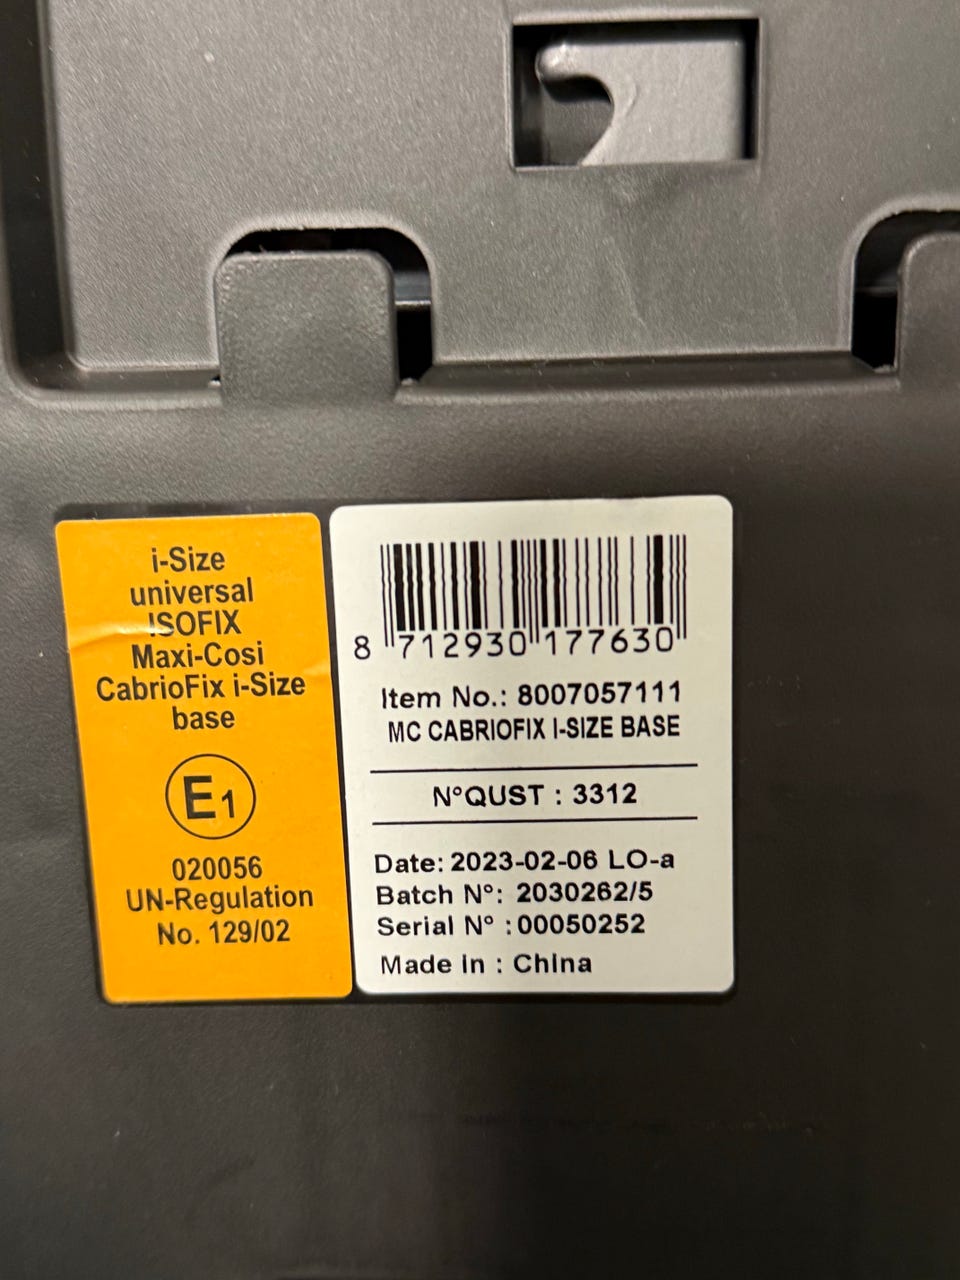 i-Size
universal
ISOFIX
Maxi-Cosi
CabrioFix i-Size
base
E1
020056
UN-Regulation
No. 129/02
8 712930 177630
Item No.: 8007057111
MC CABRIOFIX I-SIZE BASE
N°QUST : 3312
Date: 2023-02-06 LO-a
Batch N°: 2030262/5
Serial N° :00050252
Made in : China